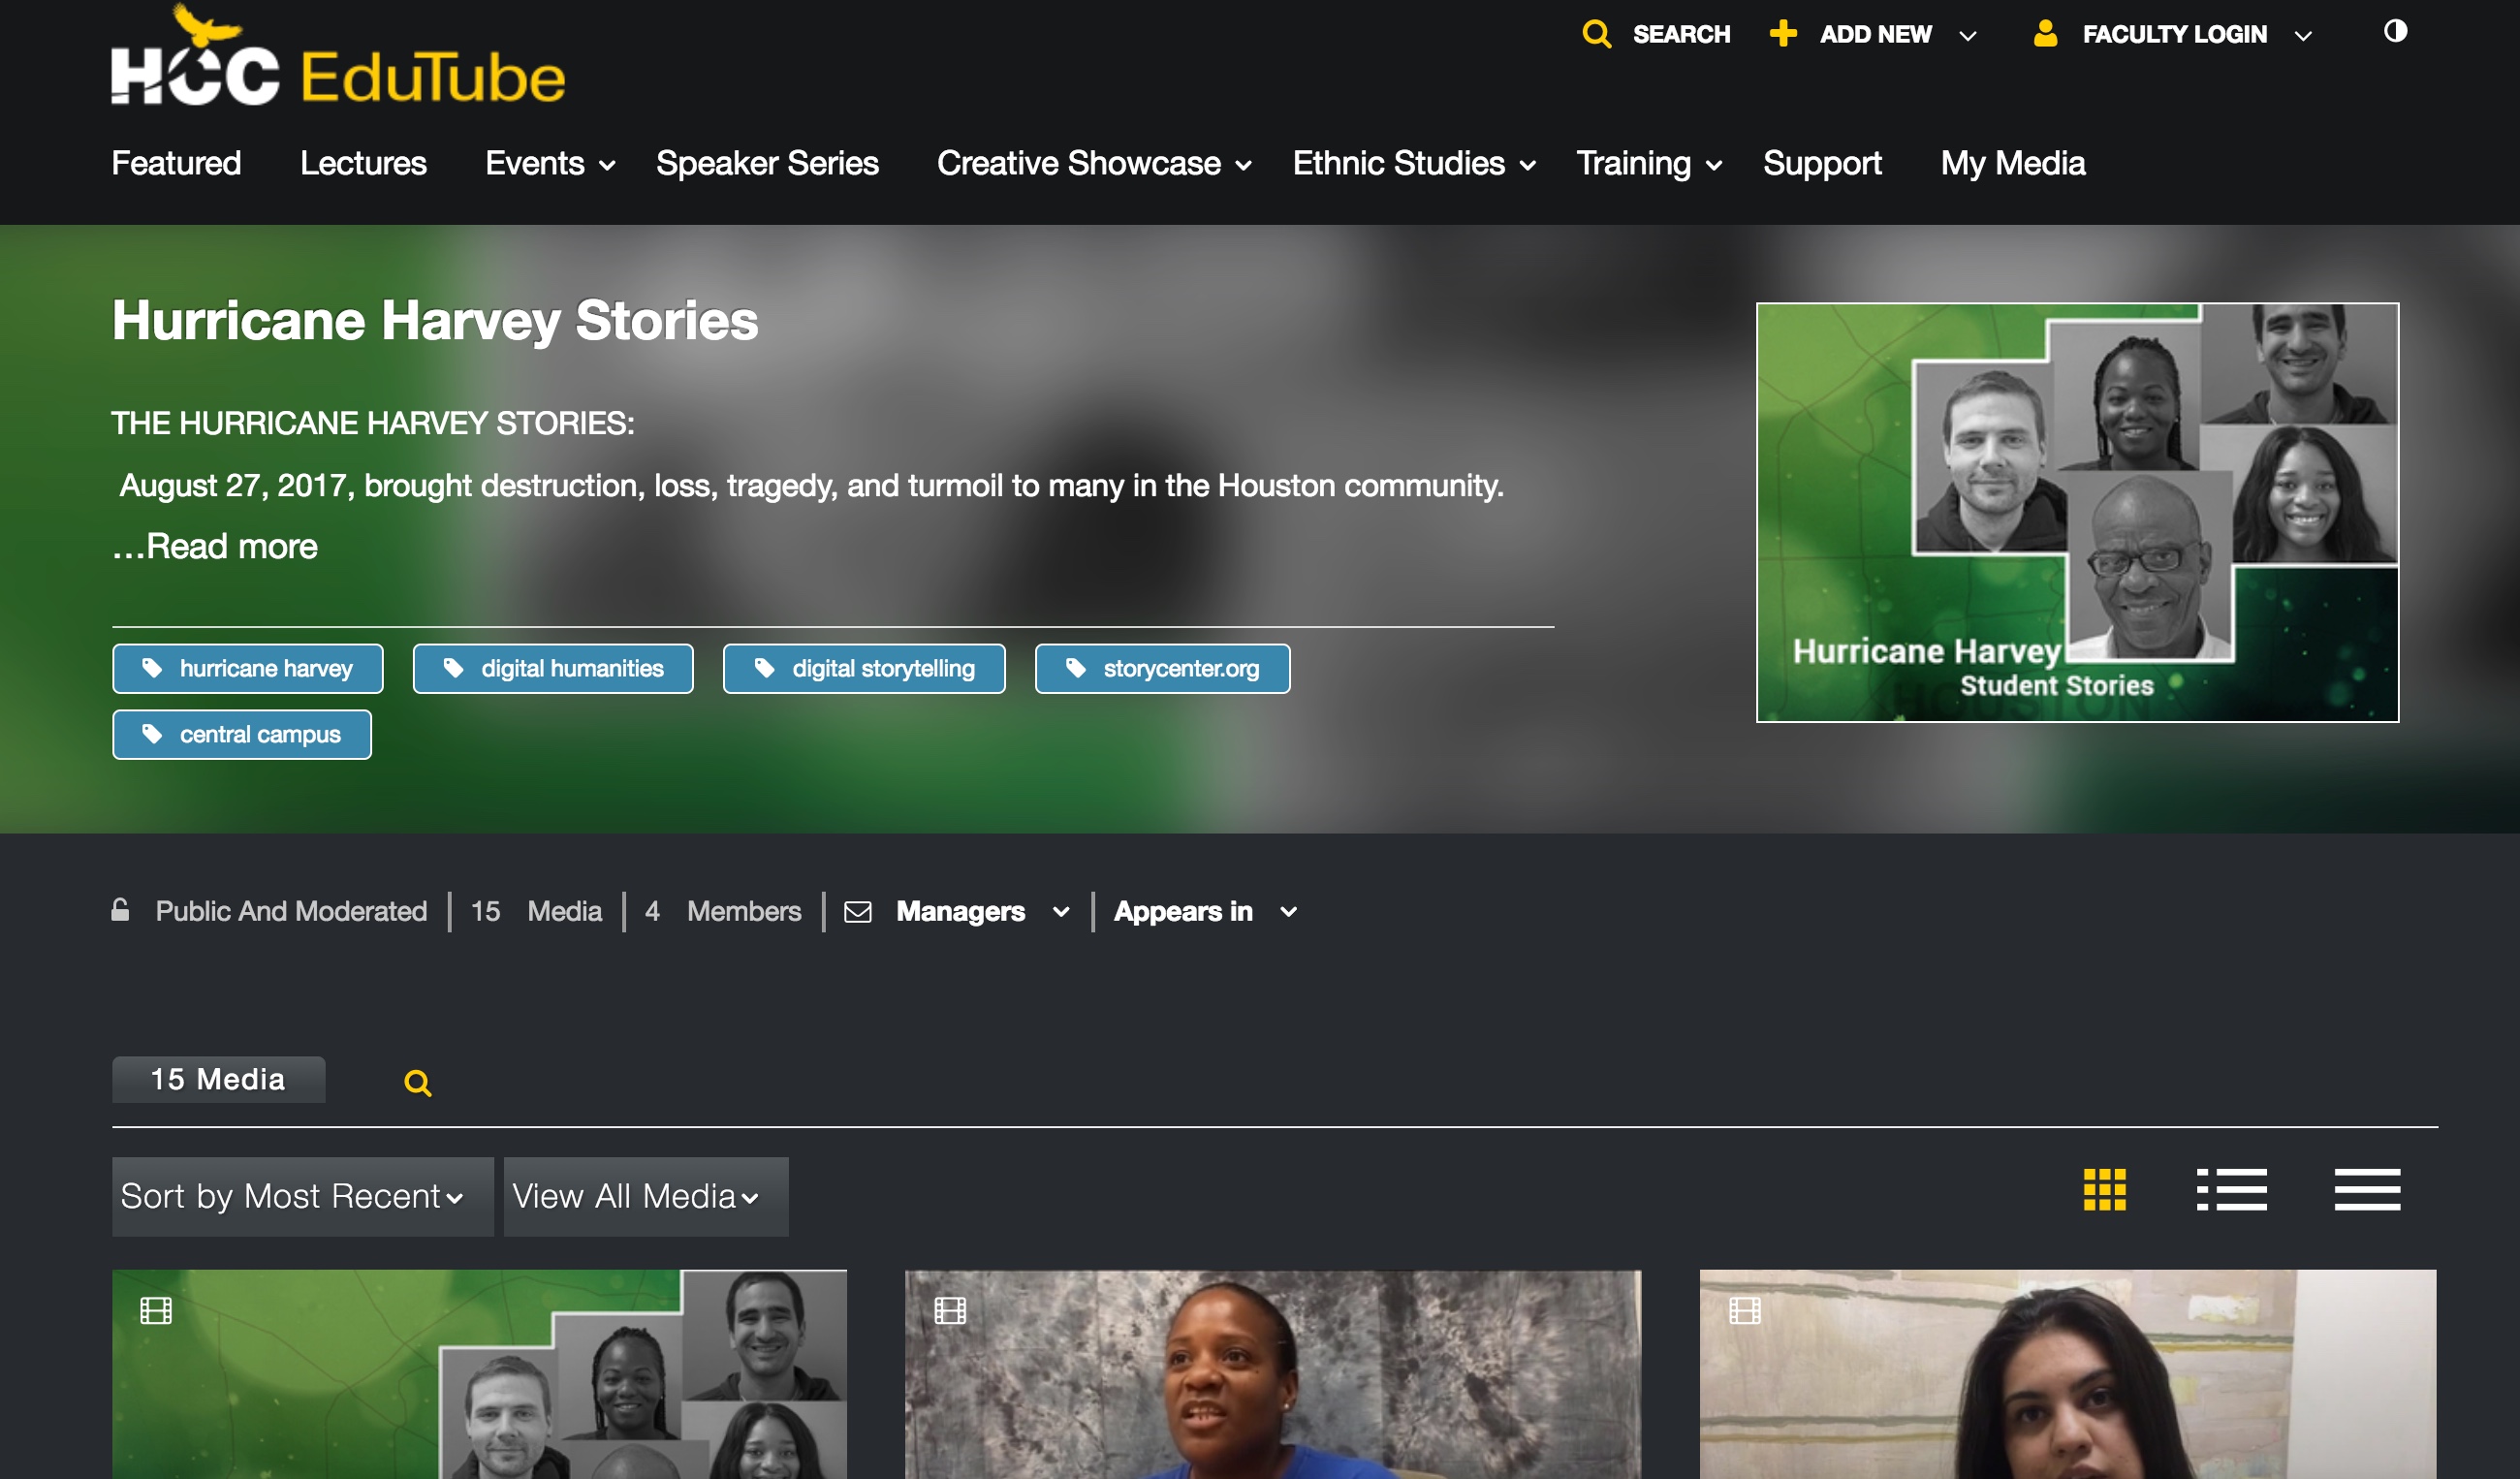 HCC EduTube
SEARCH ADD NEW FACULTY LOGIN
Featured Lectures Events Speaker Series Creative Showcase Ethnic Studies Training Support My Media
Hurricane Harvey Stories
THE HURRICANE HARVEY STORIES:
August 27, 2017, brought destruction, loss, tragedy, and turmoil to many in the Houston community.
...Read more
hurricane harvey digital humanities digital storytelling storycenter.org
central campus
Hurricane Harvey
Student Stories
HOUSTON
Public And Moderated 15 Media 4 Members Managers Appears in
15 Media
Sort by Most Recent View All Media